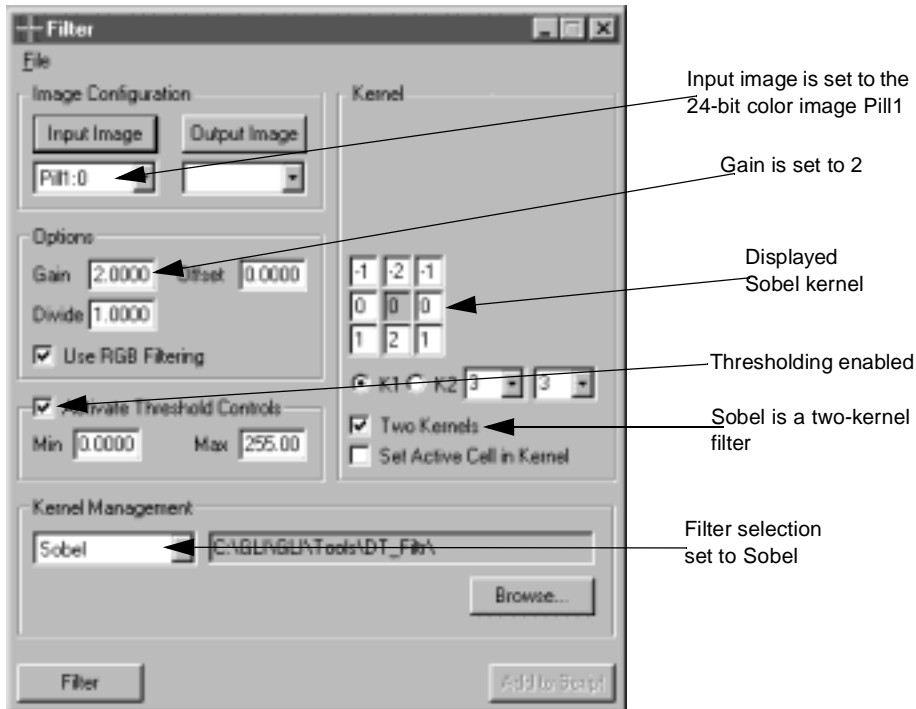 Filter
File
Image Configuration
Input Image
Output Image
Pill1:0
Options
Gain 2.0000 Offset 0.0000
Divide 1.0000
Use RGB Filtering
Activate Threshold Controls
Min 0.0000 Max 255.00
Kernel
-1 -2 -1
0 0 0
1 2 1
K1 K2 3 3
Two Kernels
Set Active Cell in Kernel
Kernel Management
Sobel C:\GLI\GLI\Tools\DT_Filtr\
Browse...
Filter
Add to Script
Input image is set to the
24-bit color image Pill1
Gain is set to 2
Displayed
Sobel kernel
Thresholding enabled
Sobel is a two-kernel
filter
Filter selection
set to Sobel